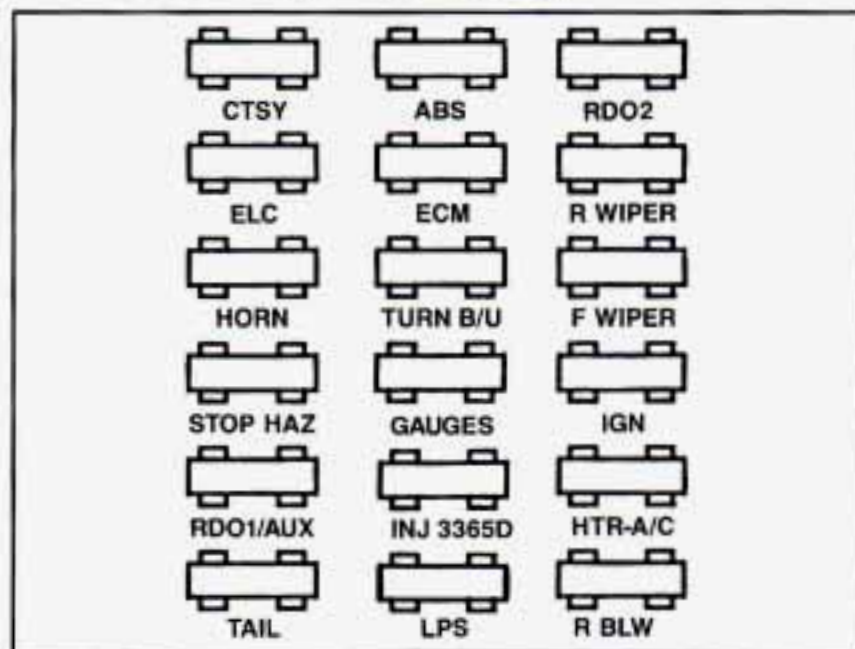 CTSY ABS RDO2
ELC ECM R WIPER
HORN TURN B/U F WIPER
STOP HAZ GAUGES IGN
RDO1/AUX INJ 3365D HTR-A/C
TAIL LPS R BLW